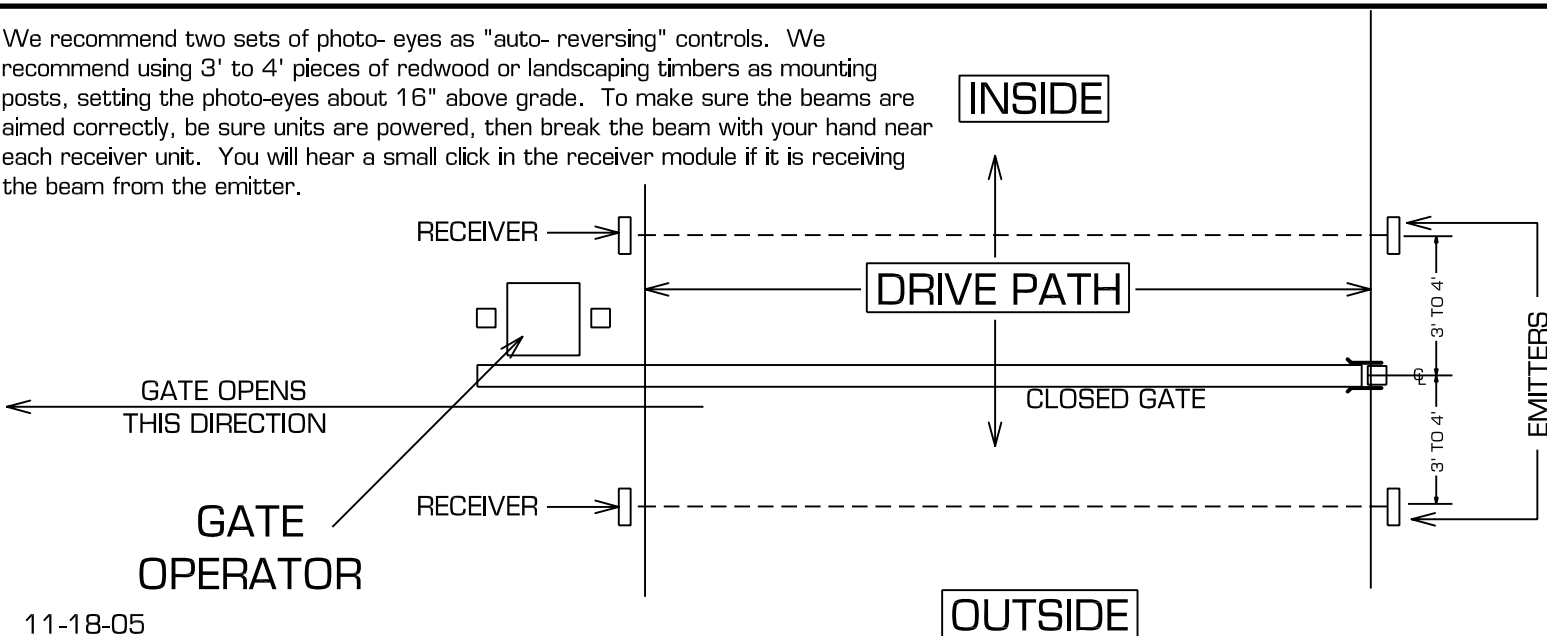 We recommend two sets of photo- eyes as "auto- reversing" controls. We
recommend using 3' to 4' pieces of redwood or landscaping timbers as mounting
posts, setting the photo-eyes about 16" above grade. To make sure the beams are
aimed correctly, be sure units are powered, then break the beam with your hand near
each receiver unit. You will hear a small click in the receiver module if it is receiving
the beam from the emitter.
INSIDE
RECEIVER
DRIVE PATH
3' TO 4'
EMITTERS
GATE OPENS
THIS DIRECTION
CLOSED GATE
CL
3' TO 4'
RECEIVER
GATE
OPERATOR
OUTSIDE
11-18-05